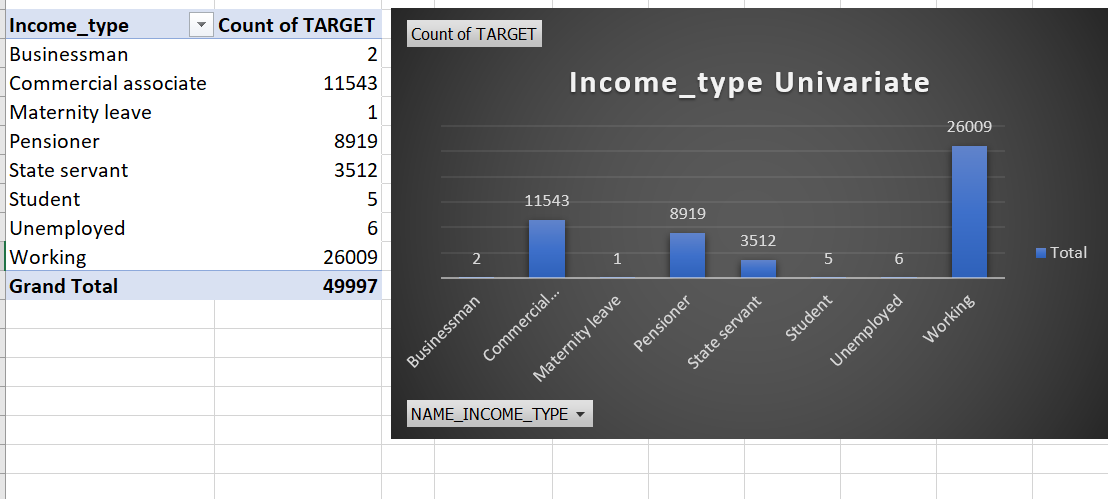 Income_type Count of TARGET
Businessman 2
Commercial associate 11543
Maternity leave 1
Pensioner 8919
State servant 3512
Student 5
Unemployed 6
Working 26009
Grand Total 49997
Count of TARGET
Income_type Univariate
2
11543
1
8919
3512
5
6
26009
Total
Businessman
Commercial...
Maternity leave
Pensioner
State servant
Student
Unemployed
Working
NAME_INCOME_TYPE